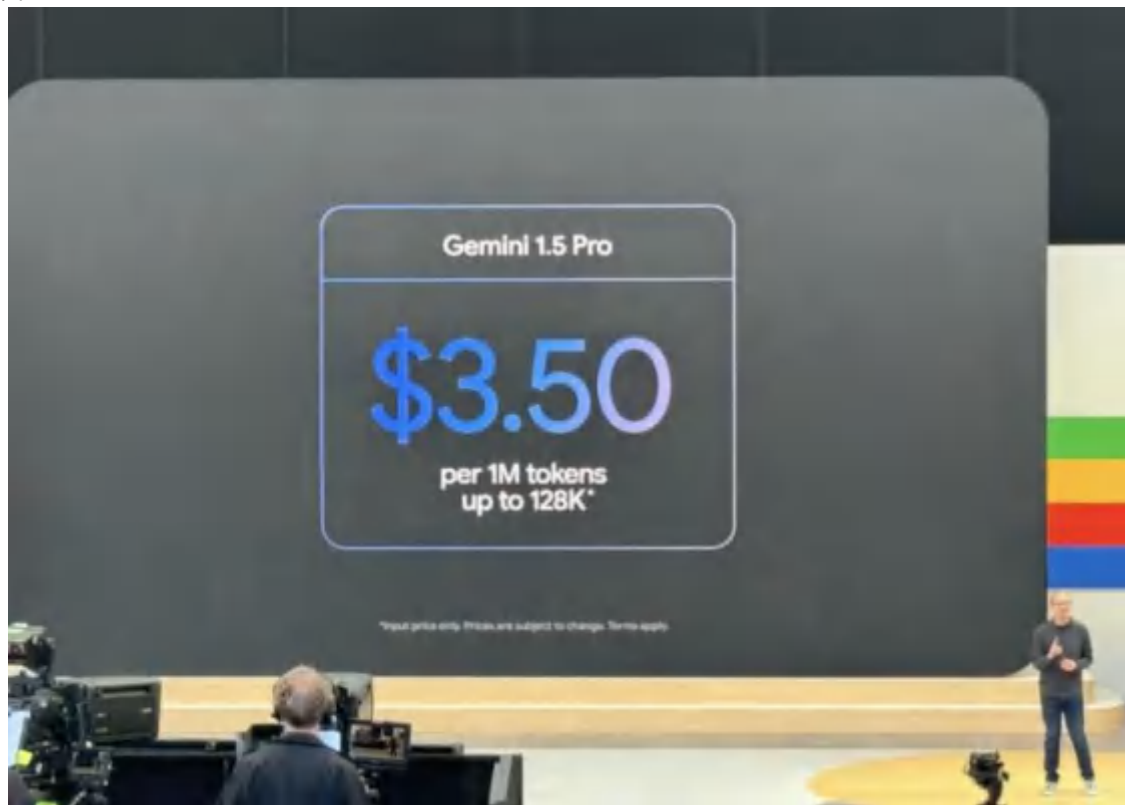 Gemini 1.5 Pro
$3.50
per 1M tokens
up to 128K*
*Input price only. Prices are subject to change. Terms apply.